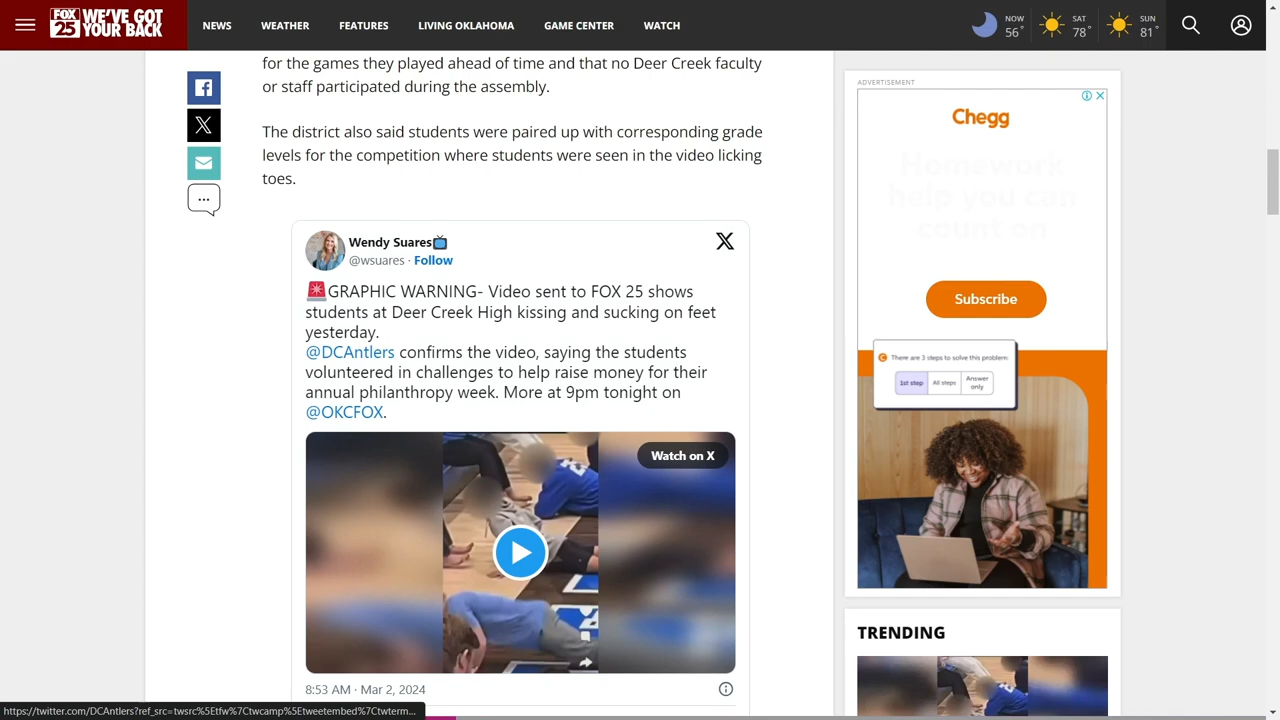 FOX 25 WE'VE GOT YOUR BACK
NEWS
WEATHER
FEATURES
LIVING OKLAHOMA
GAME CENTER
WATCH
NOW
56°
SAT
78°
SUN
81°
for the games they played ahead of time and that no Deer Creek faculty
or staff participated during the assembly.
The district also said students were paired up with corresponding grade
levels for the competition where students were seen in the video licking
toes.
Wendy Suares📺
@wsuares · Follow
🚨GRAPHIC WARNING- Video sent to FOX 25 shows
students at Deer Creek High kissing and sucking on feet
yesterday.
@DCAntlers confirms the video, saying the students
volunteered in challenges to help raise money for their
annual philanthropy week. More at 9pm tonight on
@OKCFOX.
Watch on X
8:53 AM · Mar 2, 2024
ADVERTISEMENT
Chegg
Homework
help you can
count on
Subscribe
There are 3 steps to solve this problem:
1st step
All steps
Answer
only
TRENDING
https://twitter.com/DCAntlers?ref_src=twsrc%5Etfw%7Ctwcamp%5Etweetembed%7Ctwterm...